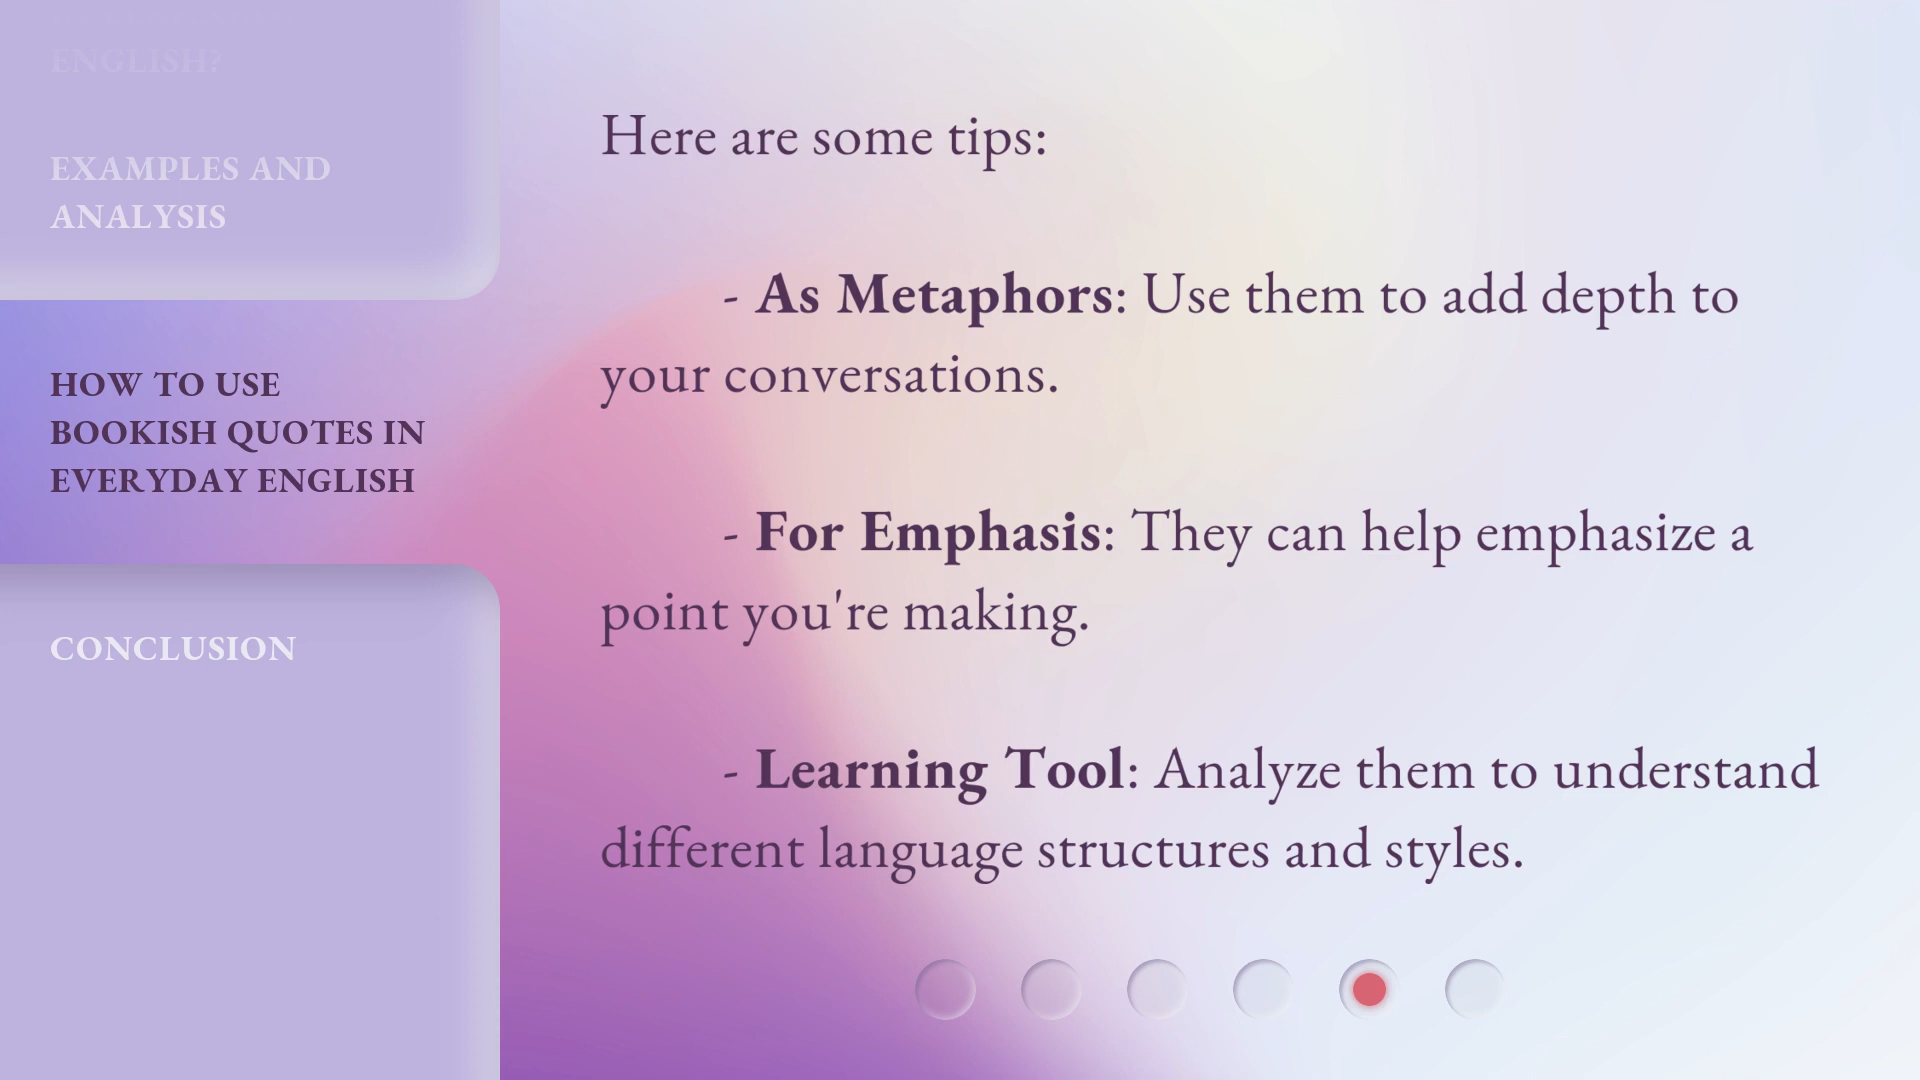 ENGLISH?
EXAMPLES AND
ANALYSIS
HOW TO USE
BOOKISH QUOTES IN
EVERYDAY ENGLISH
CONCLUSION
Here are some tips:
- As Metaphors: Use them to add depth to
your conversations.
- For Emphasis: They can help emphasize a
point you're making.
- Learning Tool: Analyze them to understand
different language structures and styles.